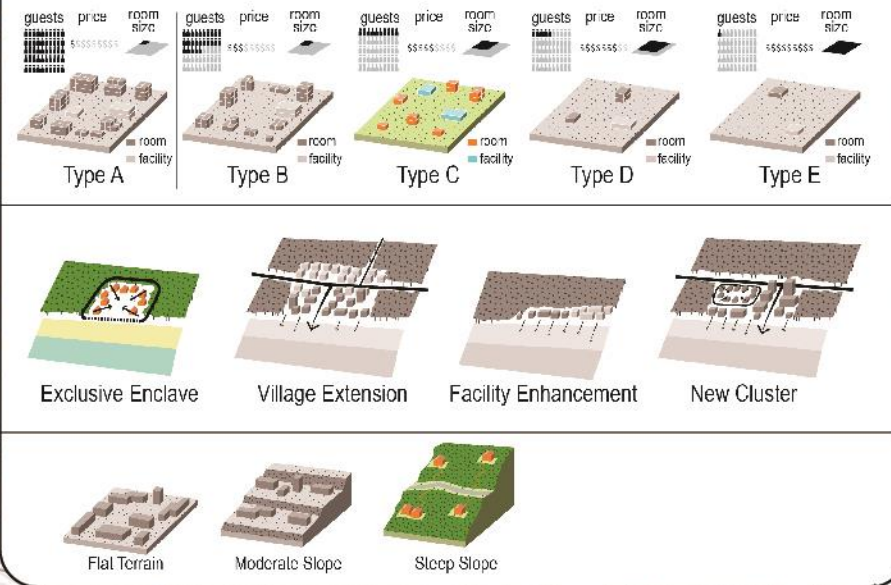 guests price room size
guests price room size
guests price room size
guests price room size
guests price room size
$$$$$$$$$
$$$$$$$$$
$$$$$$$$$
$$$$$$$$$
$$$$$$$$$
room
facility
room
facility
room
facility
room
facility
room
facility
Type A
Type B
Type C
Type D
Type E
Exclusive Enclave
Village Extension
Facility Enhancement
New Cluster
Flat Terrain
Moderate Slope
Steep Slope